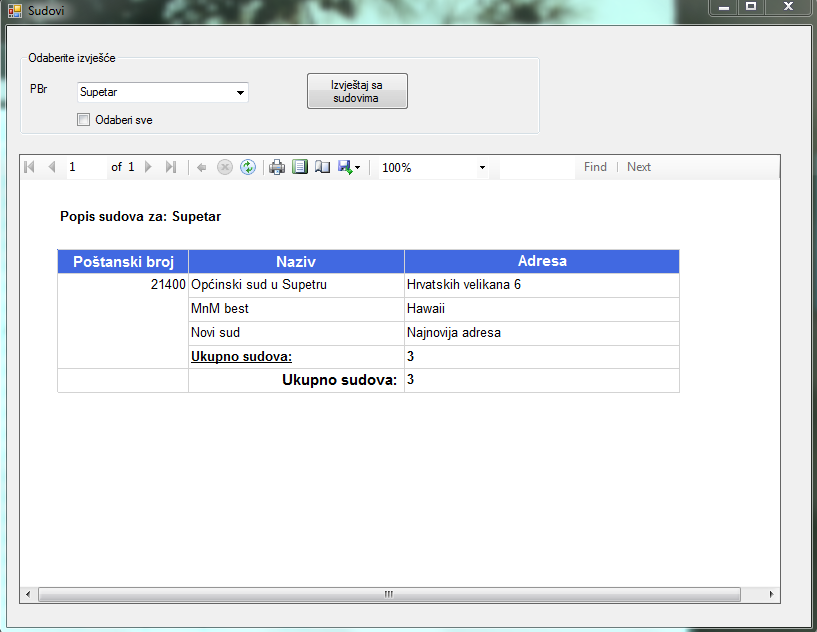 Sudovi
Odaberite izvješće
PBr
Supetar
Izvještaj sa
sudovima
Odaberi sve
1 of 1
100%
Find
Next
Popis sudova za: Supetar
Poštanski broj Naziv Adresa
21400 Općinski sud u Supetru Hrvatskih velikana 6
MnM best Hawaii
Novi sud Najnovija adresa
Ukupno sudova: 3
Ukupno sudova: 3